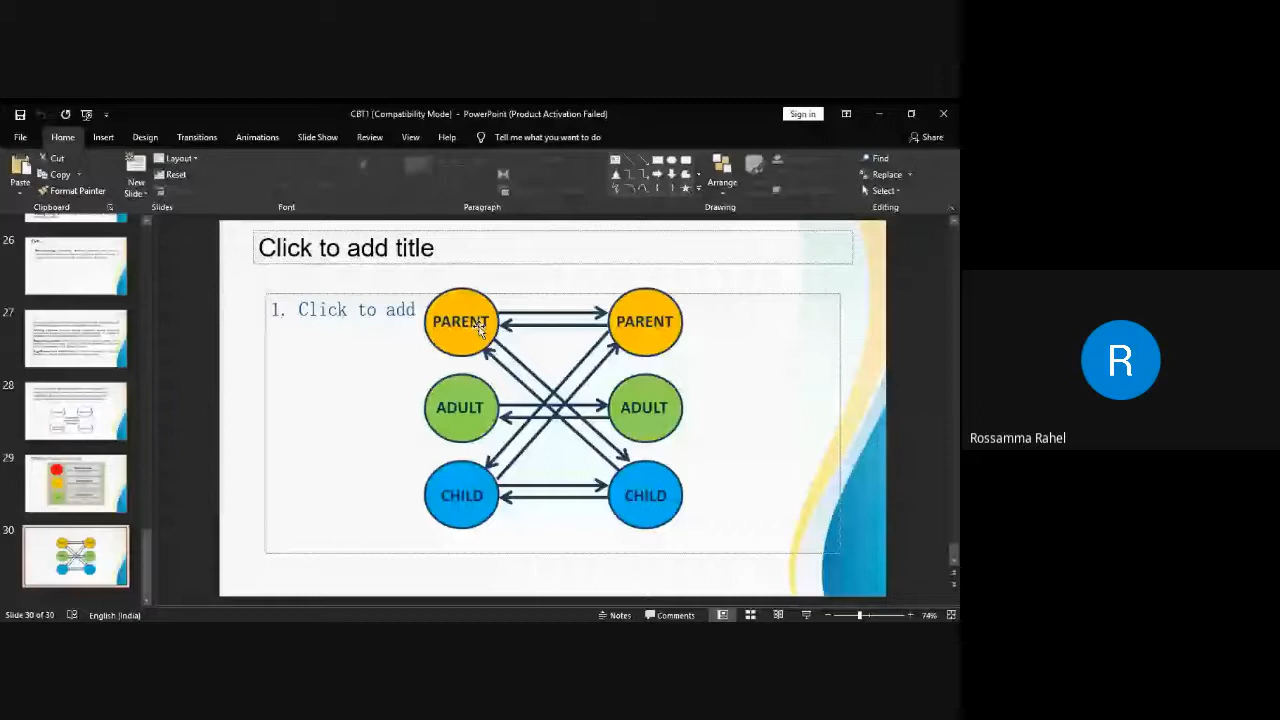 CBT1 [Compatibility Mode] - PowerPoint (Product Activation Failed)
Sign in
File Home Insert Design Transitions Animations Slide Show Review View Help Tell me what you want to do
Share
Paste
Cut
Copy
Format Painter
Clipboard
New
Slide
Layout
Reset
Slides
Font
Paragraph
Arrange
Drawing
Find
Replace
Select
Editing
26
27
28
29
30
Click to add title
1. Click to add
PARENT PARENT
ADULT ADULT
CHILD CHILD
Slide 30 of 30 English (India)
Notes Comments 74%
R
Rossamma Rahel